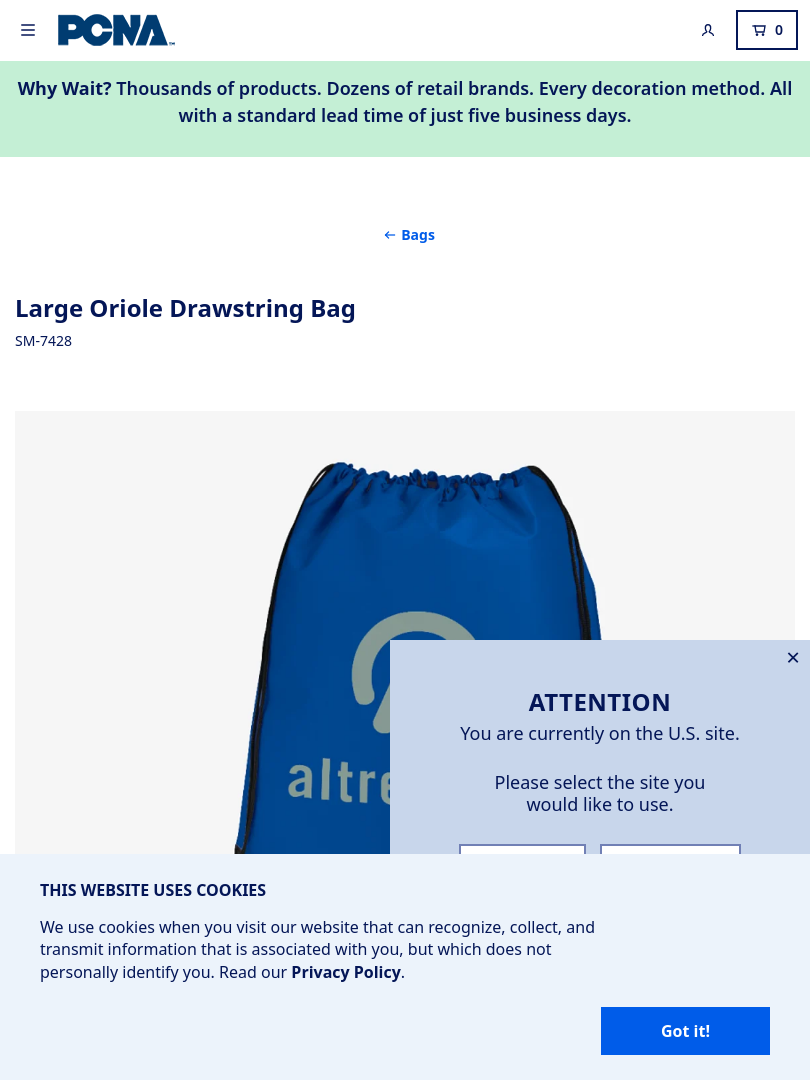 PCNA™
0
Why Wait? Thousands of products. Dozens of retail brands. Every decoration method. All
with a standard lead time of just five business days.
← Bags
Large Oriole Drawstring Bag
SM-7428
ATTENTION
You are currently on the U.S. site.
Please select the site you
would like to use.
THIS WEBSITE USES COOKIES
We use cookies when you visit our website that can recognize, collect, and
transmit information that is associated with you, but which does not
personally identify you. Read our Privacy Policy.
Got it!